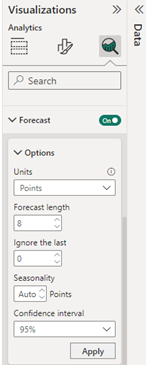 Visualizations
Data
Analytics
Search
Forecast
On
Options
Units
Points
Forecast length
8
Ignore the last
0
Seasonality
Auto Points
Confidence interval
95%
Apply